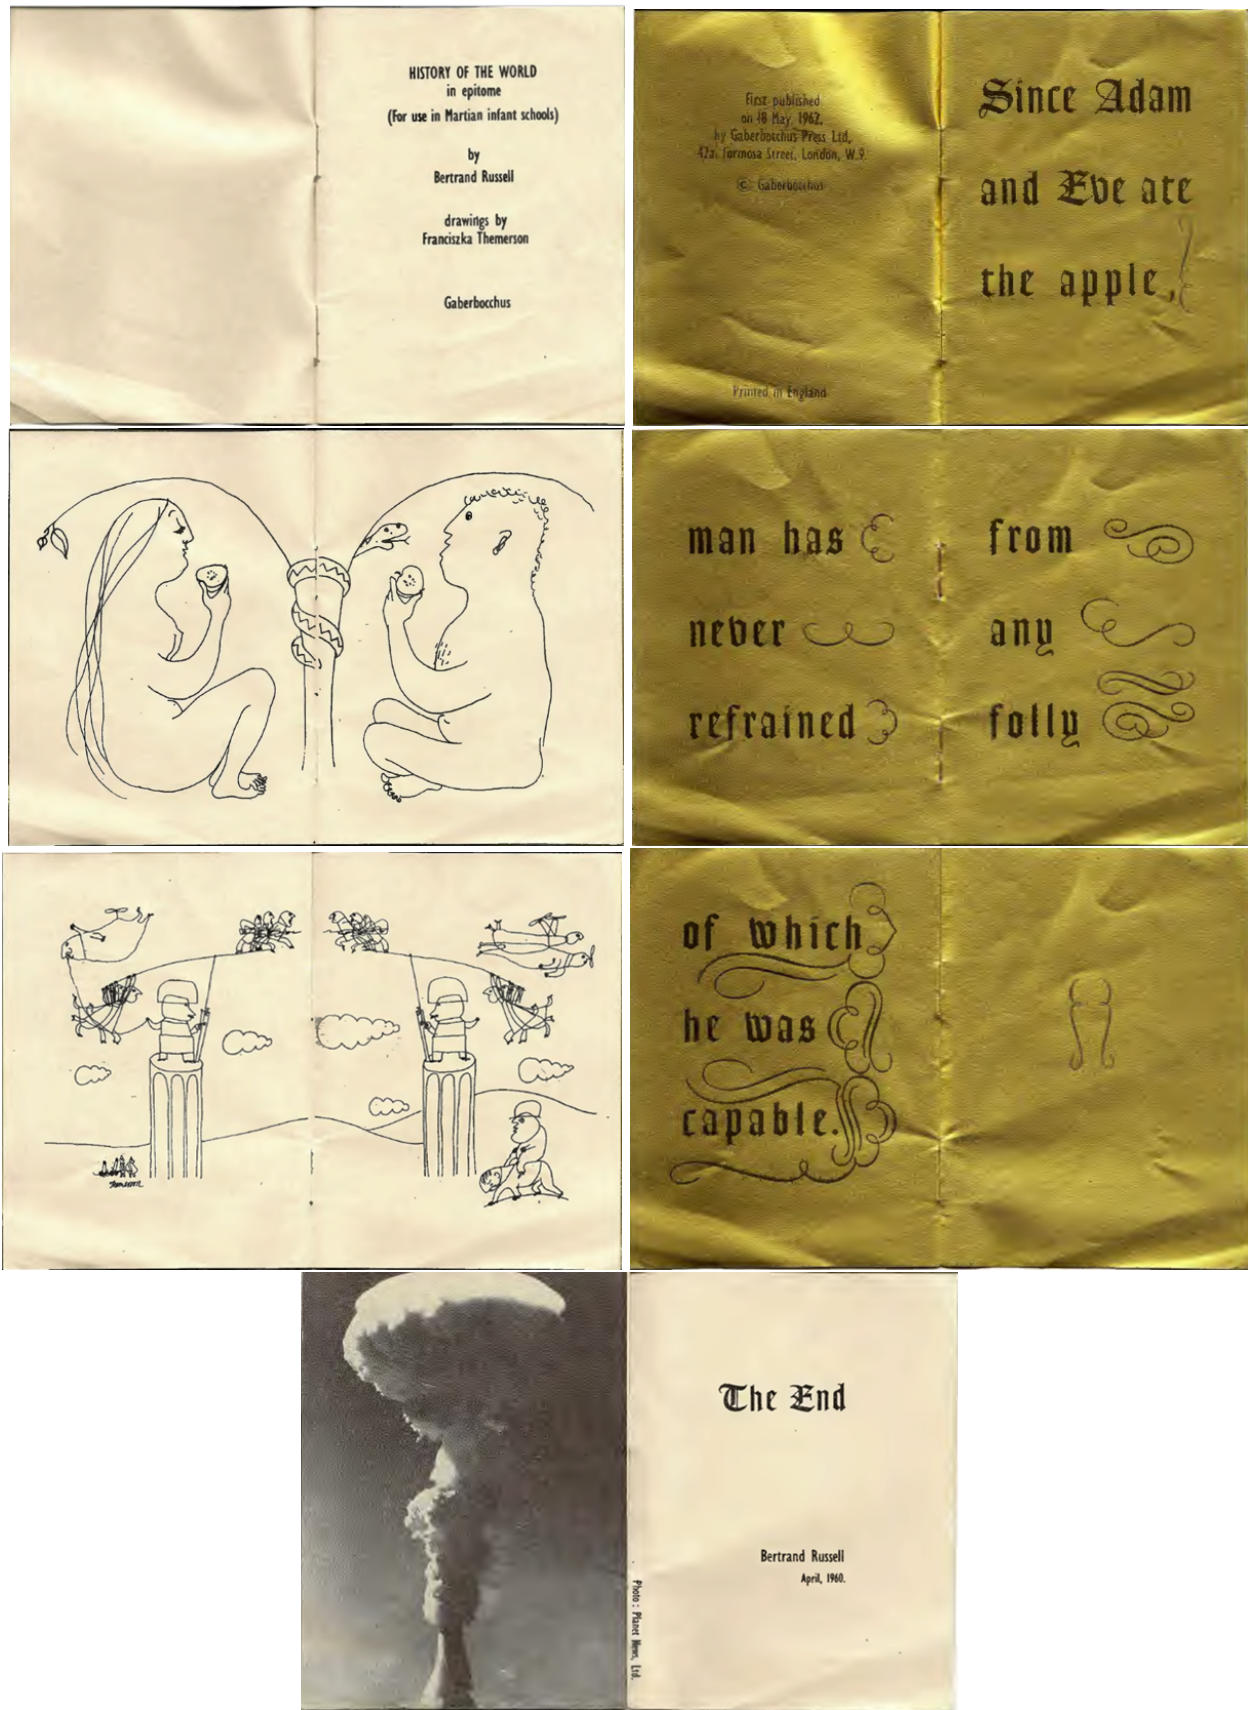 HISTORY OF THE WORLD
in epitome
(For use in Martian infant schools)
by
Bertrand Russell
drawings by
Franciszka Themerson
Gaberbocchus
First published
on 18 May, 1962,
by Gaberbocchus Press Ltd,
42a, Formosa Street, London, W.9.
© Gaberbocchus
Printed in England
Since Adam
and Eve ate
the apple,
man has
never
refrained
from
any
folly
Themerson
of which
he was
capable.
Photo : Planet News, Ltd.
The End
Bertrand Russell
April, 1960.